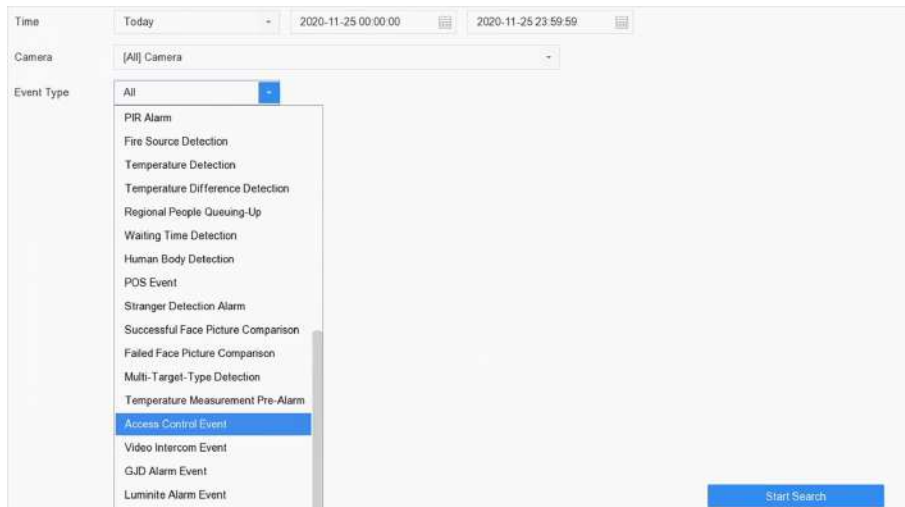 Time Today 2020-11-25 00:00:00 2020-11-25 23:59:59
Camera [All] Camera
Event Type All
PIR Alarm
Fire Source Detection
Temperature Detection
Temperature Difference Detection
Regional People Queuing-Up
Waiting Time Detection
Human Body Detection
POS Event
Stranger Detection Alarm
Successful Face Picture Comparison
Failed Face Picture Comparison
Multi-Target-Type Detection
Temperature Measurement Pre-Alarm
Access Control Event
Video Intercom Event
GJD Alarm Event
Luminite Alarm Event
Start Search